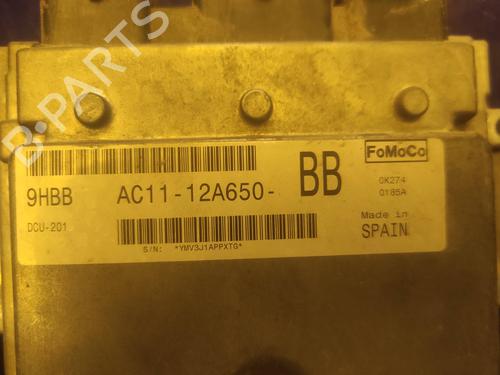 B-PARTS
9HBB AC11-12A650- BB
FoMoCo
0K274
0185A
DCU-201
Made in
SPAIN
S/N: *YMV3J1APPXTG*